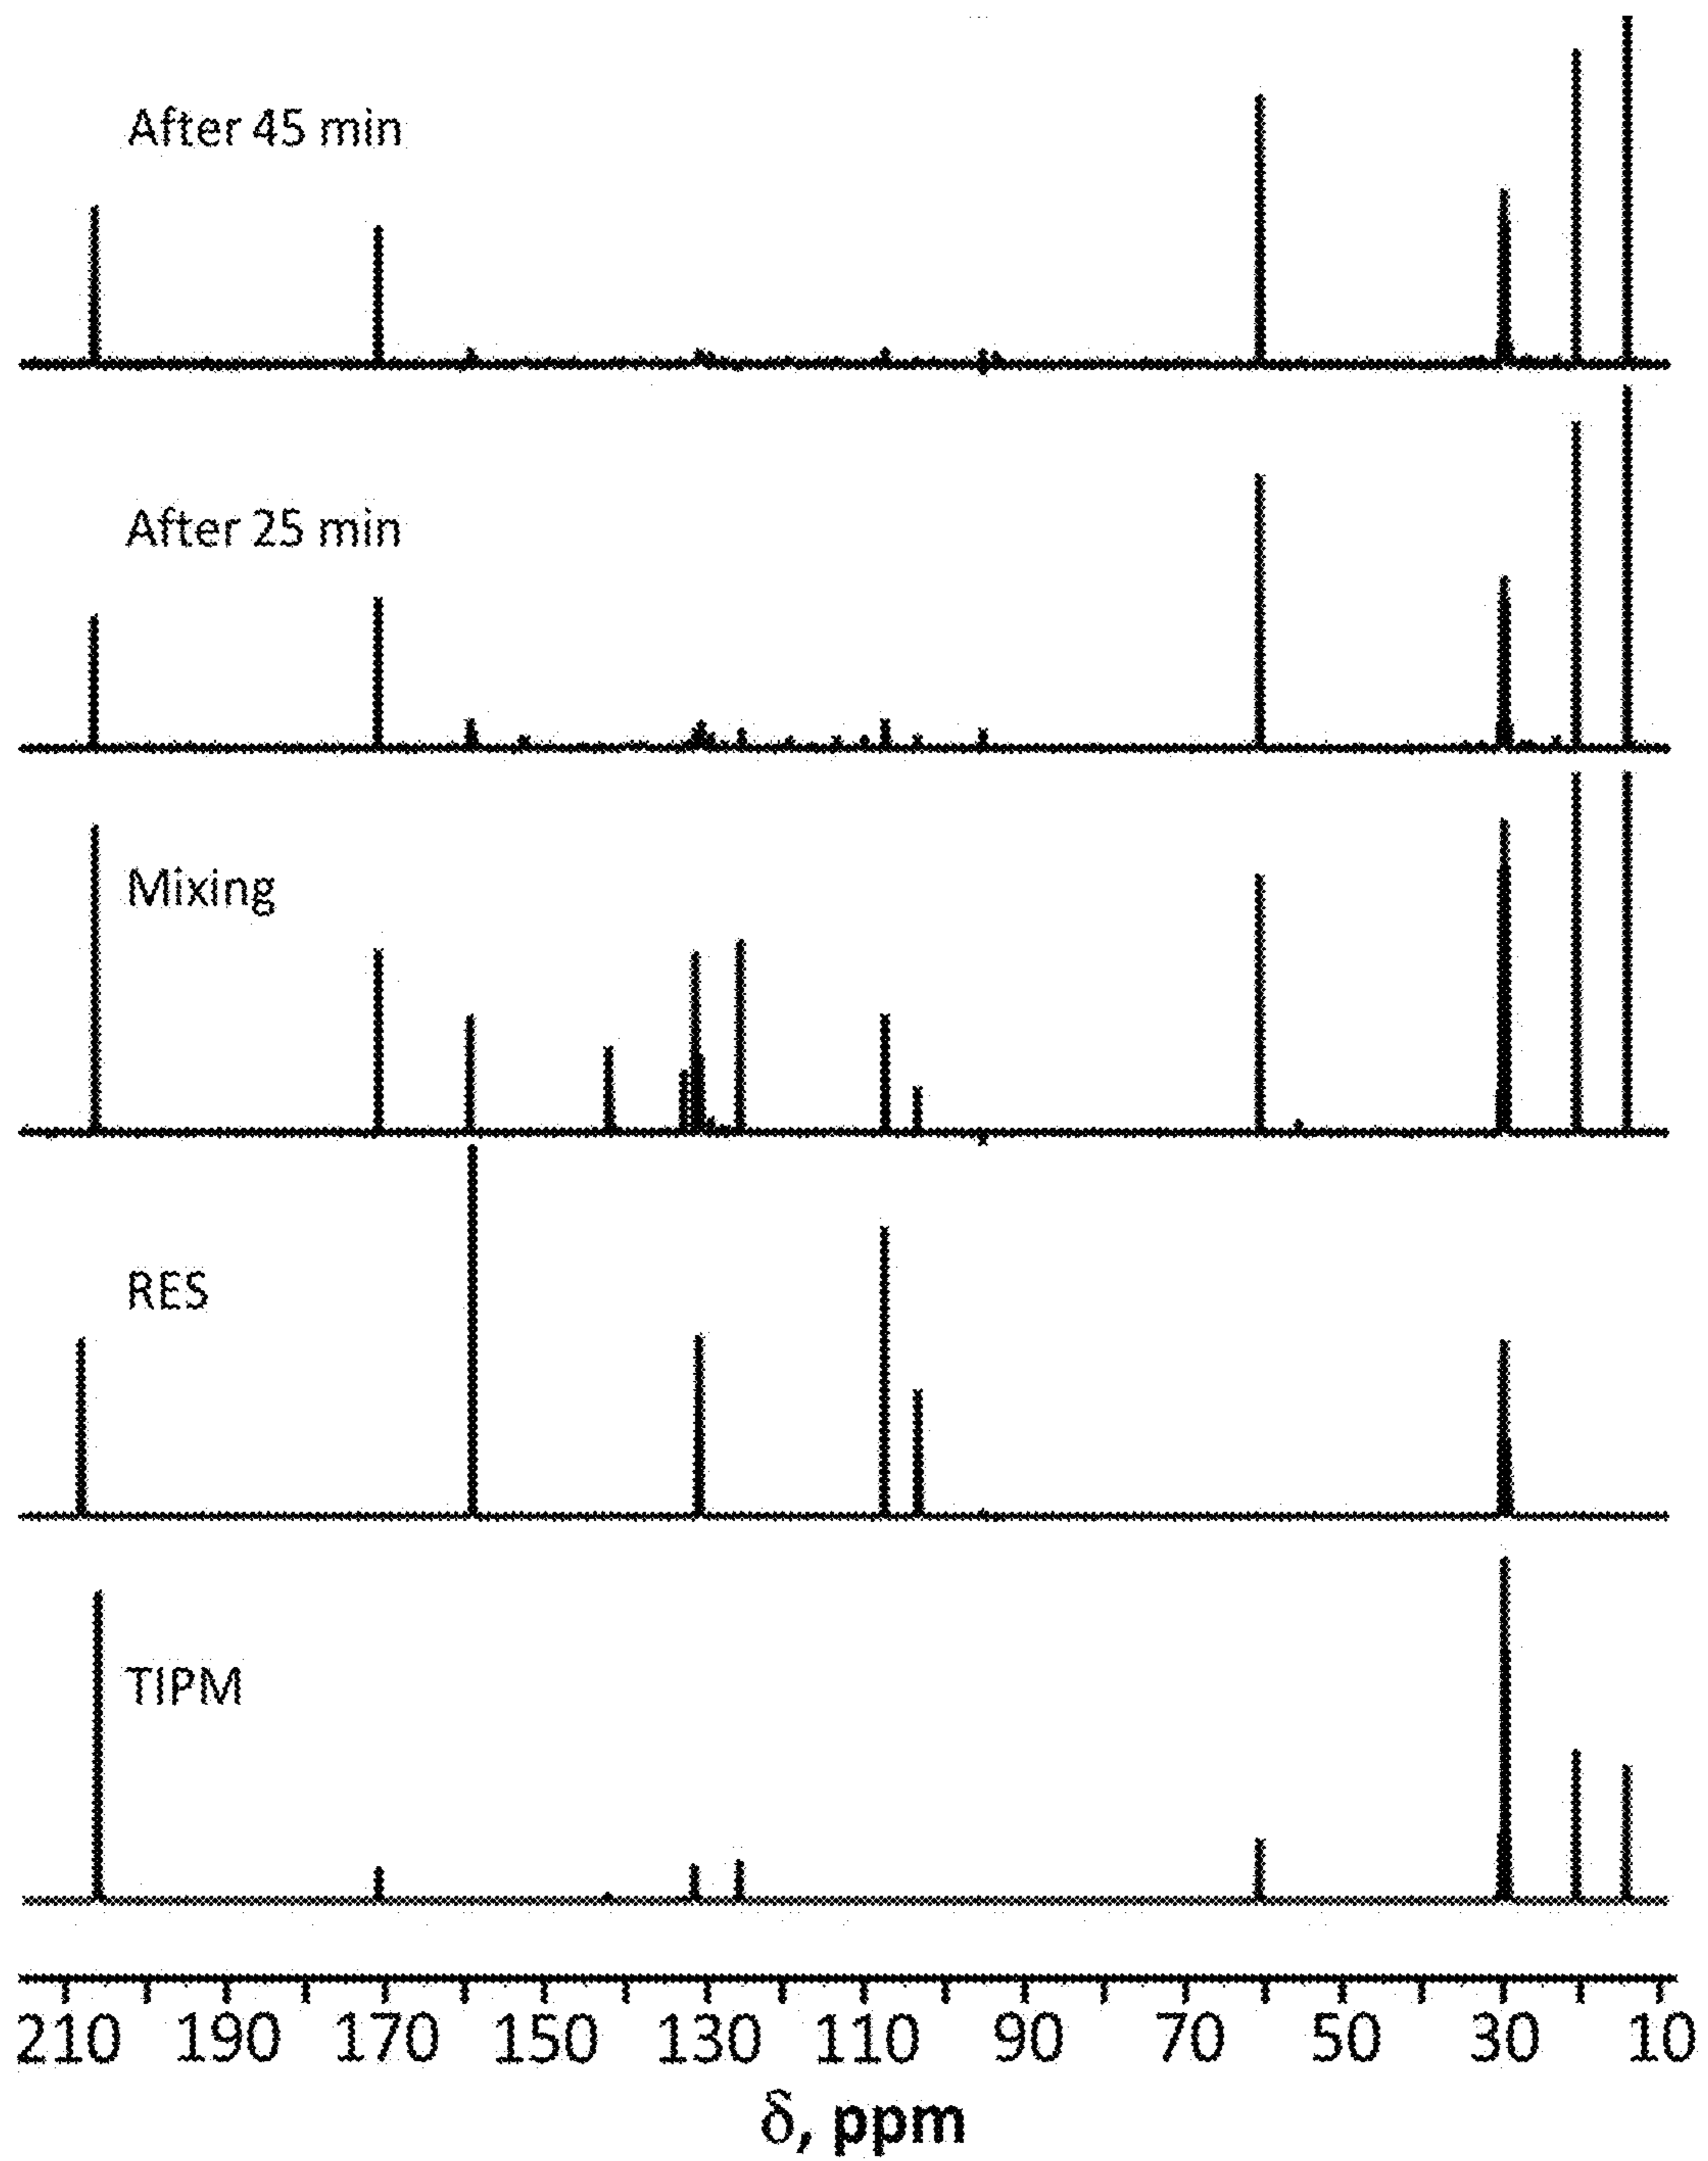 After 45 min
After 25 min
Mixing
RES
TIPM
210 190 170 150 130 110 90 70 50 30 10
δ, ppm